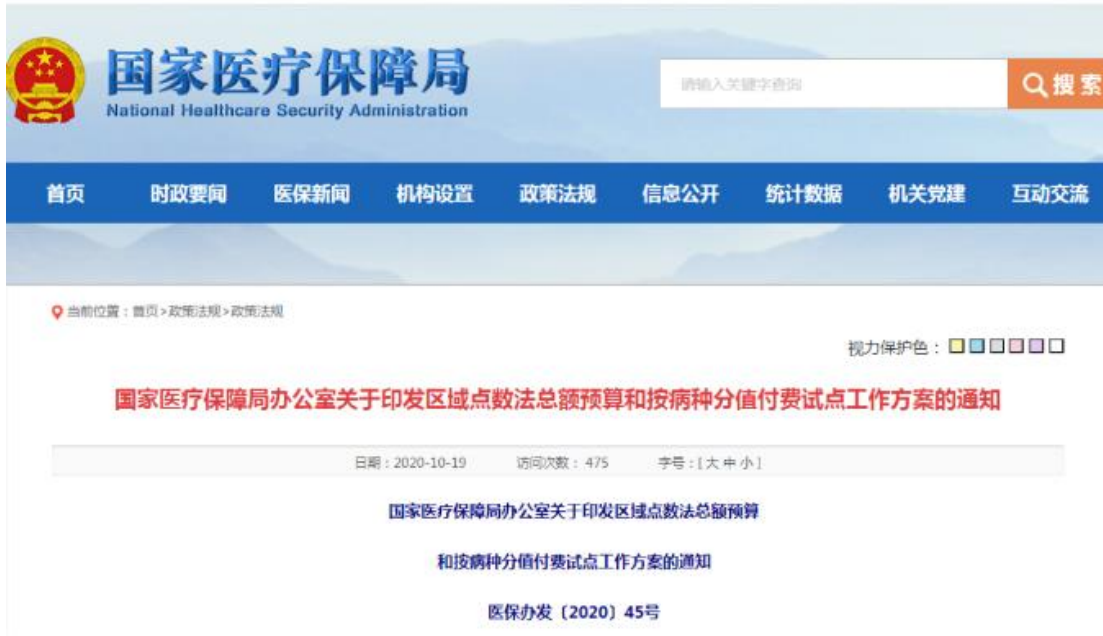 国家医疗保障局
National Healthcare Security Administration
请输入关键字查询
搜索
首页 时政要闻 医保新闻 机构设置 政策法规 信息公开 统计数据 机关党建 互动交流
当前位置：首页>政策法规>政策法规
视力保护色：
国家医疗保障局办公室关于印发区域点数法总额预算和按病种分值付费试点工作方案的通知
日期：2020-10-19 访问次数：475 字号：[ 大 中 小 ]
国家医疗保障局办公室关于印发区域点数法总额预算
和按病种分值付费试点工作方案的通知
医保办发〔2020〕45号